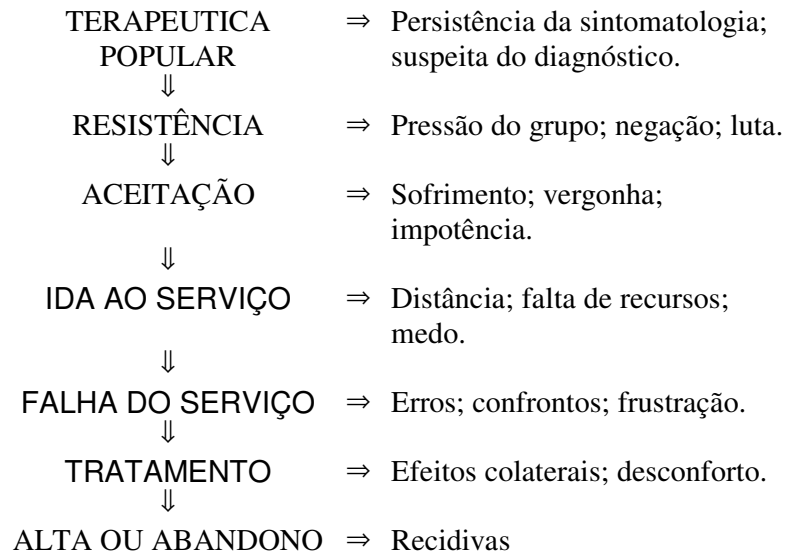 TERAPEUTICA ⇒ Persistência da sintomatologia;
POPULAR suspeita do diagnóstico.
⇓
RESISTÊNCIA ⇒ Pressão do grupo; negação; luta.
⇓
ACEITAÇÃO ⇒ Sofrimento; vergonha;
impotência.
⇓
IDA AO SERVIÇO ⇒ Distância; falta de recursos;
medo.
⇓
FALHA DO SERVIÇO ⇒ Erros; confrontos; frustração.
⇓
TRATAMENTO ⇒ Efeitos colaterais; desconforto.
⇓
ALTA OU ABANDONO ⇒ Recidivas